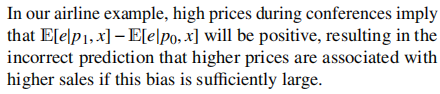 In our airline example, high prices during conferences imply
that 𝔼[e|p₁, x] − 𝔼[e|p₀, x] will be positive, resulting in the
incorrect prediction that higher prices are associated with
higher sales if this bias is sufficiently large.